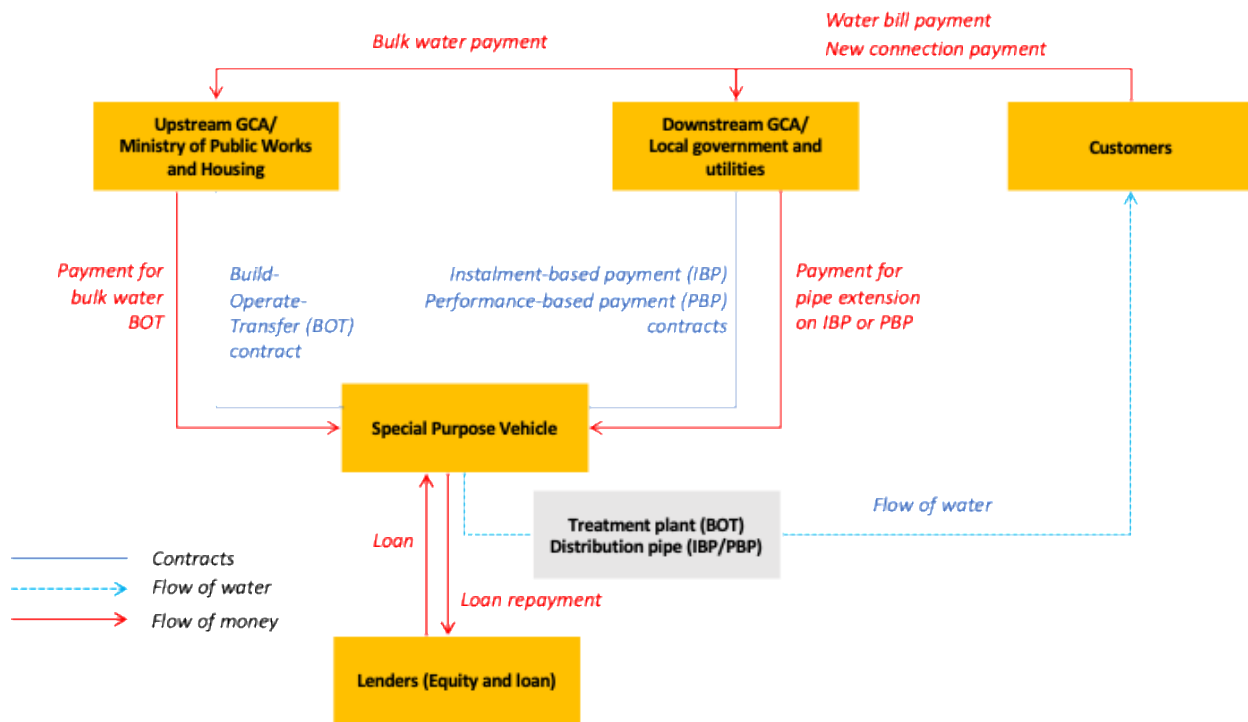 Water bill payment
New connection payment
Bulk water payment
Upstream GCA/
Ministry of Public Works
and Housing
Downstream GCA/
Local government and
utilities
Customers
Payment for
bulk water
BOT
Build-
Operate-
Transfer (BOT)
contract
Instalment-based payment (IBP)
Performance-based payment (PBP)
contracts
Payment for
pipe extension
on IBP or PBP
Special Purpose Vehicle
Treatment plant (BOT)
Distribution pipe (IBP/PBP)
Flow of water
Loan
Loan repayment
Contracts
Flow of water
Flow of money
Lenders (Equity and loan)